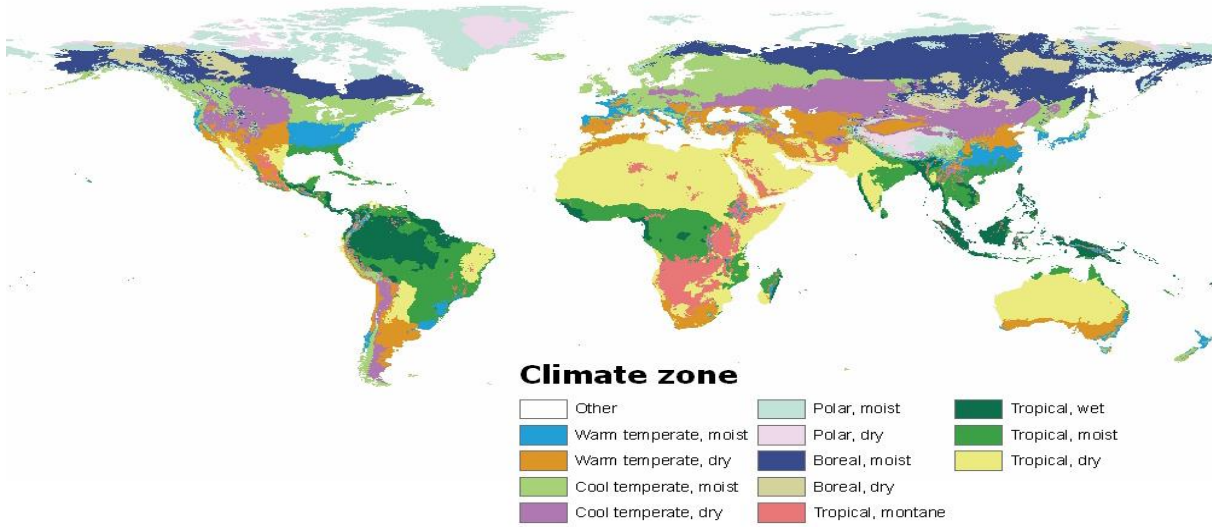 Climate zone
Other
Warm temperate, moist
Warm temperate, dry
Cool temperate, moist
Cool temperate, dry
Polar, moist
Polar, dry
Boreal, moist
Boreal, dry
Tropical, montane
Tropical, wet
Tropical, moist
Tropical, dry